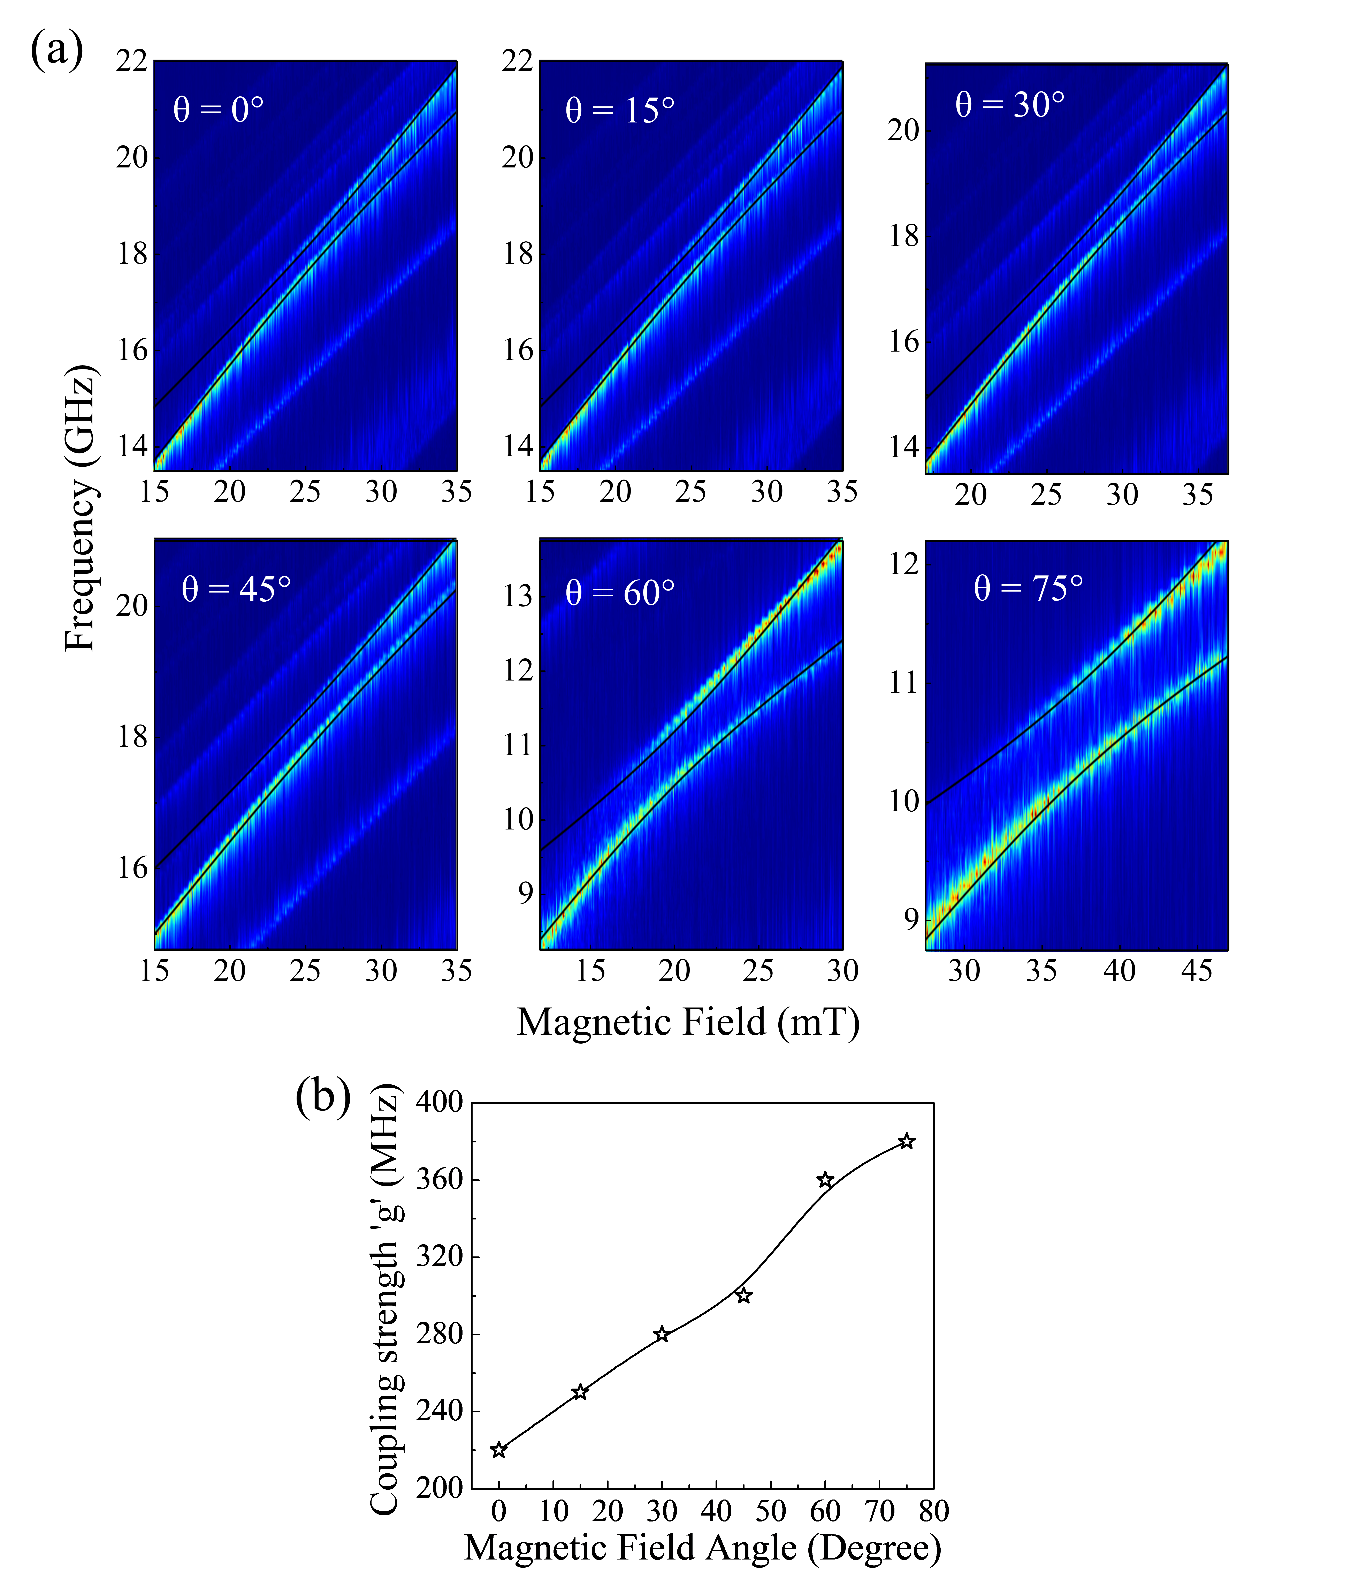 (a)
Frequency (GHz)
22
20
18
16
14
θ = 0°
15 20 25 30 35
22
20
18
16
14
θ = 15°
15 20 25 30 35
20
18
16
14
θ = 30°
20 25 30 35
20
18
16
θ = 45°
15 20 25 30 35
13
12
11
10
9
θ = 60°
15 20 25 30
12
11
10
9
θ = 75°
30 35 40 45
Magnetic Field (mT)
(b)
Coupling strength 'g' (MHz)
400
360
320
280
240
200
0 10 20 30 40 50 60 70 80
Magnetic Field Angle (Degree)